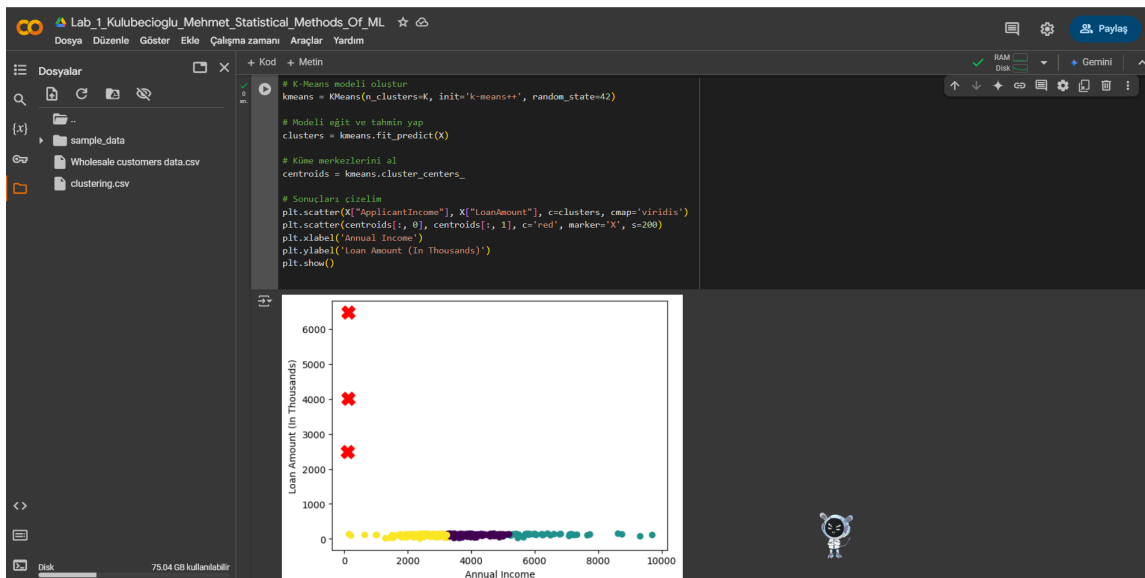 Lab_1_Kulubecioglu_Mehmet_Statistical_Methods_Of_ML
Dosya Düzenle Göster Ekle Çalışma zamanı Araçlar Yardım
Paylaş
Dosyalar
+ Kod + Metin
RAM
Disk
Gemini
..
sample_data
Wholesale customers data.csv
clustering.csv
{x}
0
sn.
# K-Means modeli oluştur
kmeans = KMeans(n_clusters=K, init='k-means++', random_state=42)
# Modeli eğit ve tahmin yap
clusters = kmeans.fit_predict(X)
# Küme merkezlerini al
centroids = kmeans.cluster_centers_
# Sonuçları çizelim
plt.scatter(X["ApplicantIncome"], X["LoanAmount"], c=clusters, cmap='viridis')
plt.scatter(centroids[:, 0], centroids[:, 1], c='red', marker='X', s=200)
plt.xlabel('Annual Income')
plt.ylabel('Loan Amount (In Thousands)')
plt.show()
Loan Amount (In Thousands)
6000
5000
4000
3000
2000
1000
0
0 2000 4000 6000 8000 10000
Annual Income
Disk 75.04 GB kullanılabilir